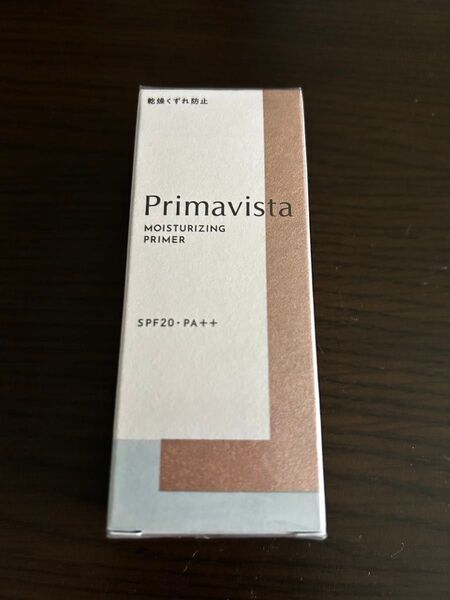 乾燥くずれ防止
Primavista
MOISTURIZING
PRIMER
SPF20・PA++